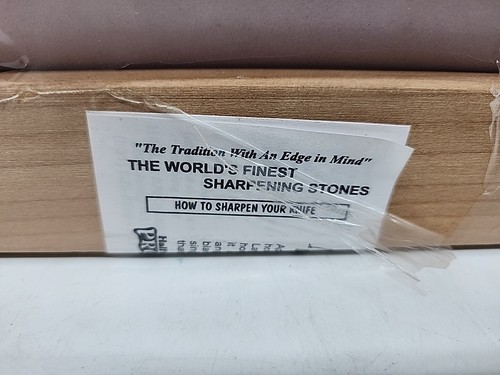 "The Tradition With An Edge in Mind"
THE WORLD'S FINEST
SHARPENING STONES
HOW TO SHARPEN YOUR KNIFE